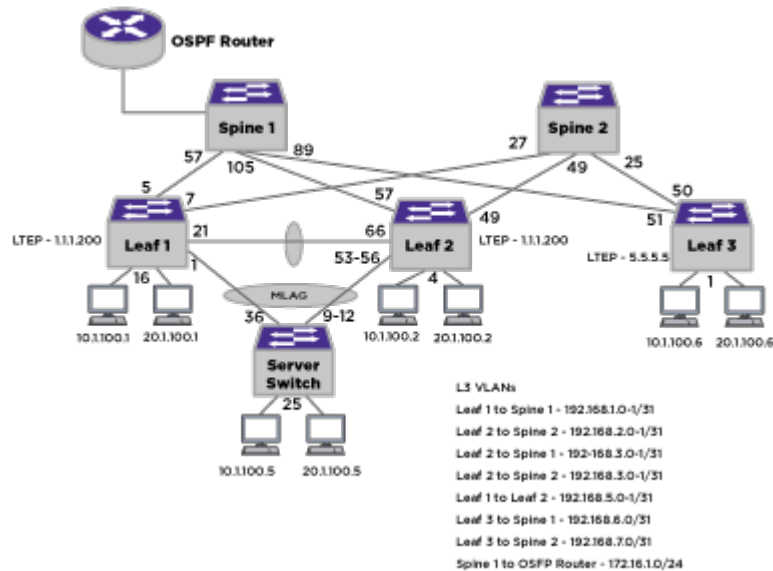 OSPF Router
Spine 1
Spine 2
57
105
89
27
49
25
5
7
57
49
50
51
LTEP - 1.1.1.200
Leaf 1
21
66
Leaf 2
LTEP - 1.1.1.200
Leaf 3
LTEP - 5.5.5.5
16
1
53-56
4
1
MLAG
36
9-12
10.1.100.1
20.1.100.1
10.1.100.2
20.1.100.2
10.1.100.6
20.1.100.6
Server
Switch
25
10.1.100.5
20.1.100.5
L3 VLANs
Leaf 1 to Spine 1 - 192.168.1.0-1/31
Leaf 2 to Spine 2 - 192.168.2.0-1/31
Leaf 2 to Spine 1 - 192-168.3.0-1/31
Leaf 2 to Spine 2 - 192.168.3.0-1/31
Leaf 1 to Leaf 2 - 192.168.5.0-1/31
Leaf 3 to Spine 1 - 192.168.6.0/31
Leaf 3 to Spine 2 - 192.168.7.0/31
Spine 1 to OSFP Router - 172.16.1.0/24